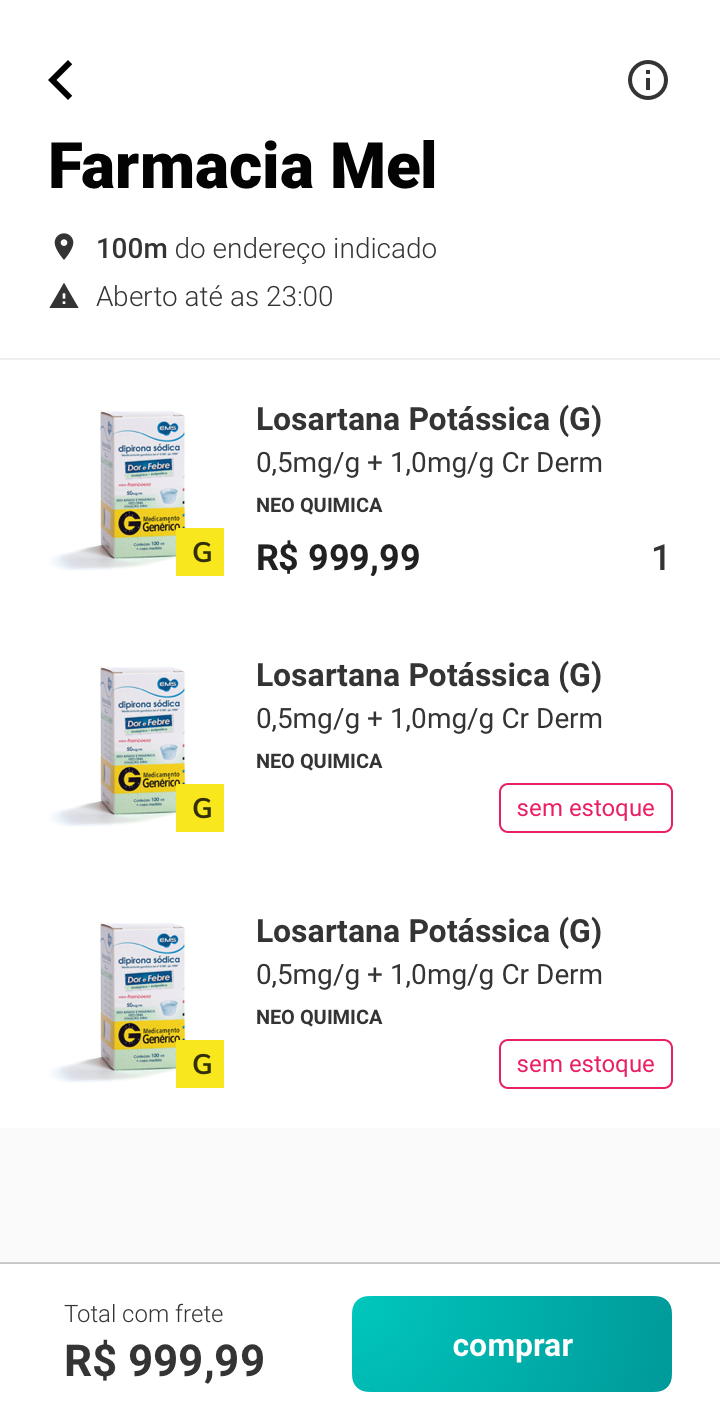 Farmacia Mel
100m do endereço indicado
Aberto até as 23:00
EMS
dipirona sódica
Dor e Febre
G Medicamento
Genérico
G
Losartana Potássica (G)
0,5mg/g + 1,0mg/g Cr Derm
NEO QUIMICA
R$ 999,99
1
EMS
dipirona sódica
Dor e Febre
G Medicamento
Genérico
G
Losartana Potássica (G)
0,5mg/g + 1,0mg/g Cr Derm
NEO QUIMICA
sem estoque
EMS
dipirona sódica
Dor e Febre
G Medicamento
Genérico
G
Losartana Potássica (G)
0,5mg/g + 1,0mg/g Cr Derm
NEO QUIMICA
sem estoque
Total com frete
R$ 999,99
comprar